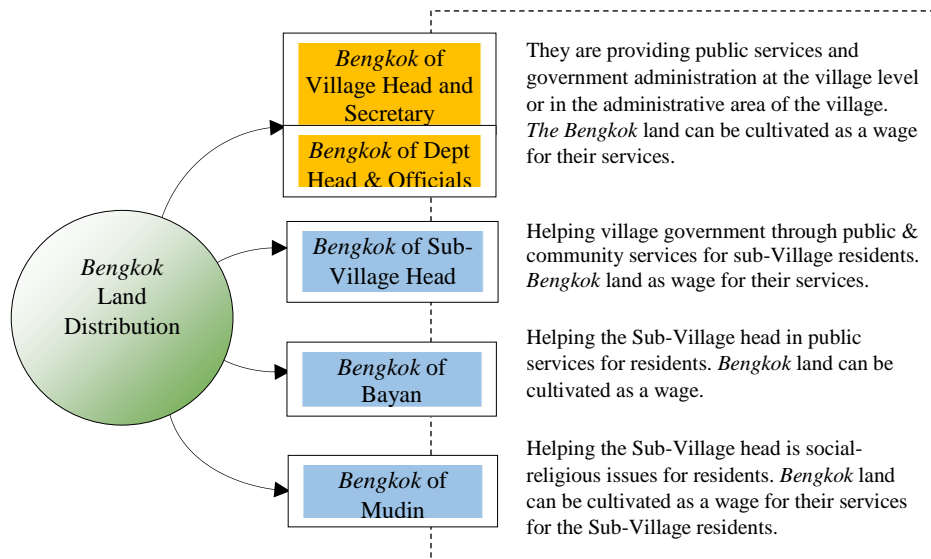 Bengkok
Land
Distribution
Bengkok of
Village Head and
Secretary
Bengkok of Dept
Head & Officials
They are providing public services and
government administration at the village level
or in the administrative area of the village.
The Bengkok land can be cultivated as a wage
for their services.
Bengkok of Sub-
Village Head
Helping village government through public &
community services for sub-Village residents.
Bengkok land as wage for their services.
Bengkok of
Bayan
Helping the Sub-Village head in public
services for residents. Bengkok land can be
cultivated as a wage.
Bengkok of
Mudin
Helping the Sub-Village head is social-
religious issues for residents. Bengkok land
can be cultivated as a wage for their services
for the Sub-Village residents.